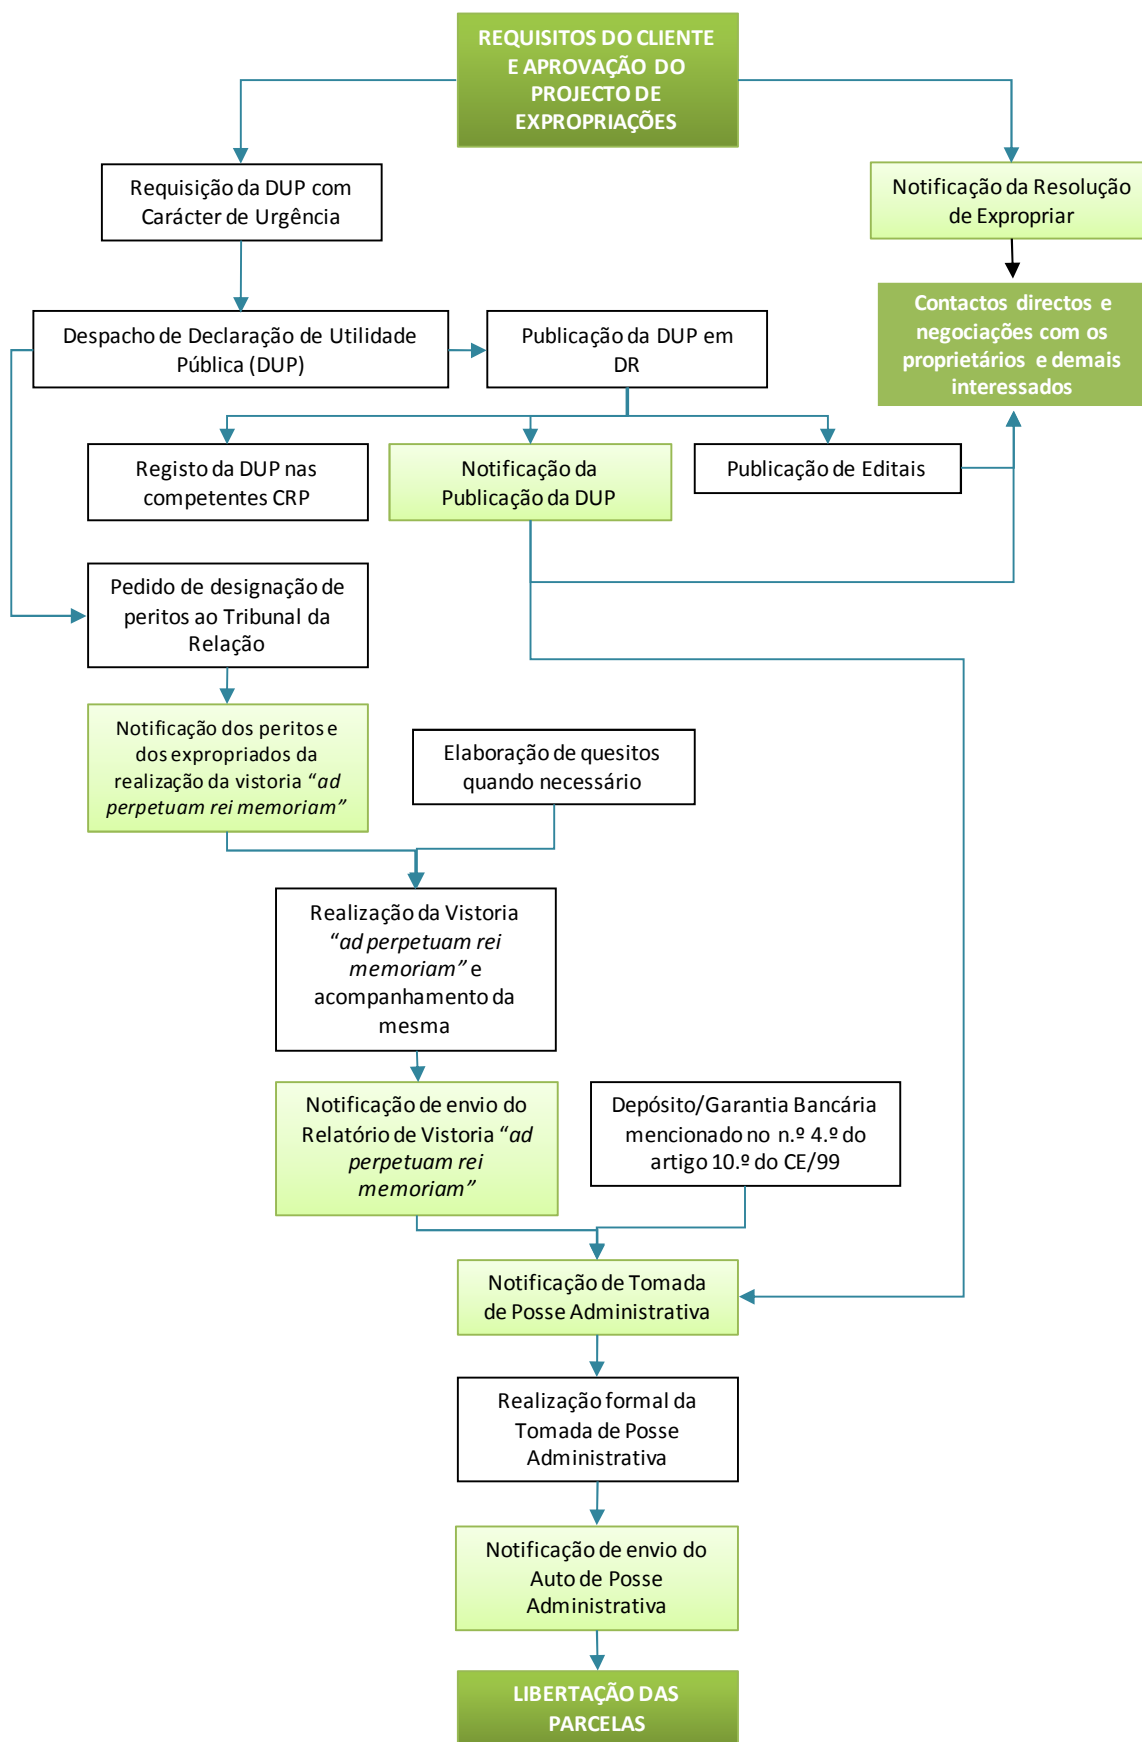 REQUISITOS DO CLIENTE
E APROVAÇÃO DO
PROJECTO DE
EXPROPRIAÇÕES
Requisição da DUP com
Carácter de Urgência
Notificação da Resolução
de Expropriar
Despacho de Declaração de Utilidade
Pública (DUP)
Publicação da DUP em
DR
Contactos directos e
negociações com os
proprietários e demais
interessados
Registo da DUP nas
competentes CRP
Notificação da
Publicação da DUP
Publicação de Editais
Pedido de designação de
peritos ao Tribunal da
Relação
Notificação dos peritos e
dos expropriados da
realização da vistoria “ad
perpetuam rei memoriam”
Elaboração de quesitos
quando necessário
Realização da Vistoria
“ad perpetuam rei
memoriam” e
acompanhamento da
mesma
Notificação de envio do
Relatório de Vistoria “ad
perpetuam rei
memoriam”
Depósito/Garantia Bancária
mencionado no n.º 4.º do
artigo 10.º do CE/99
Notificação de Tomada
de Posse Administrativa
Realização formal da
Tomada de Posse
Administrativa
Notificação de envio do
Auto de Posse
Administrativa
LIBERTAÇÃO DAS
PARCELAS